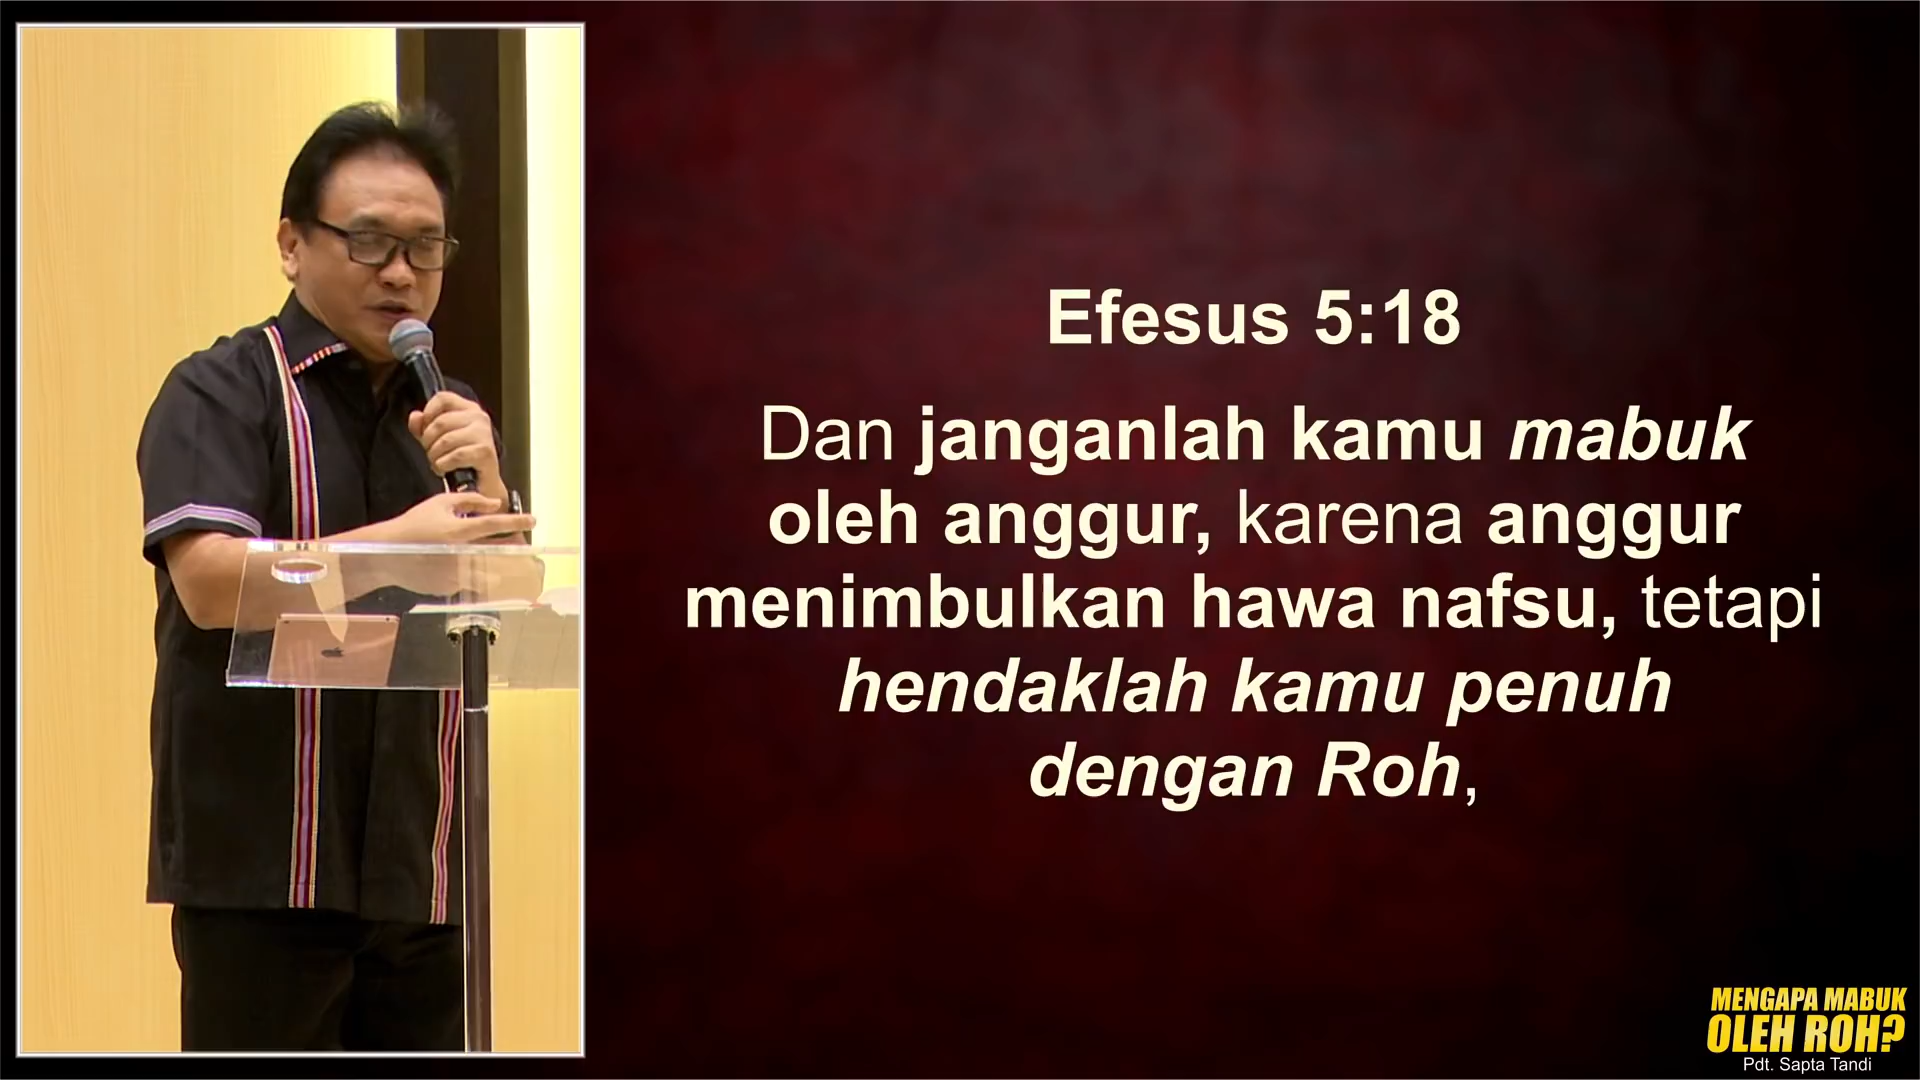 Efesus 5:18
Dan janganlah kamu mabuk
oleh anggur, karena anggur
menimbulkan hawa nafsu, tetapi
hendaklah kamu penuh
dengan Roh,
MENGAPA MABUK
OLEH ROH?
Pdt. Sapta Tandi